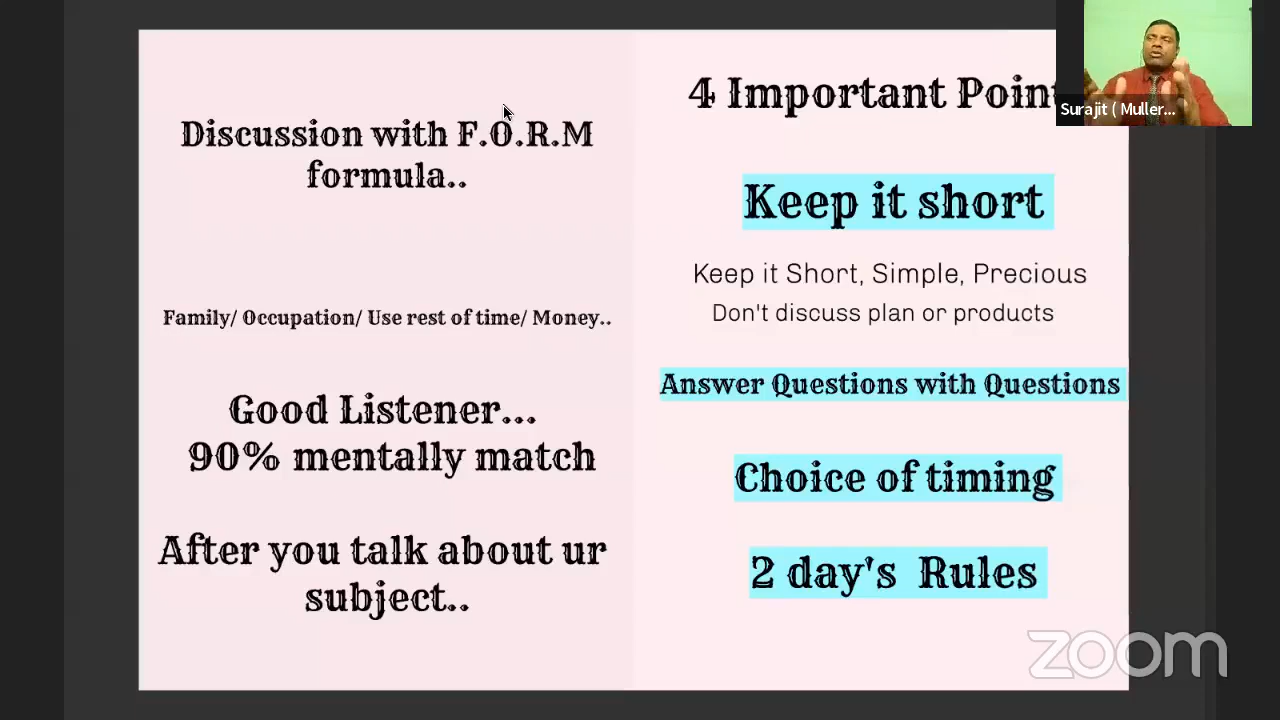 Discussion with F.O.R.M
formula..
Family/ Occupation/ Use rest of time/ Money..
Good Listener...
90% mentally match
After you talk about ur
subject..
4 Important Point
Keep it short
Keep it Short, Simple, Precious
Don't discuss plan or products
Answer Questions with Questions
Choice of timing
2 day's Rules
Surajit ( Muller...
zoom